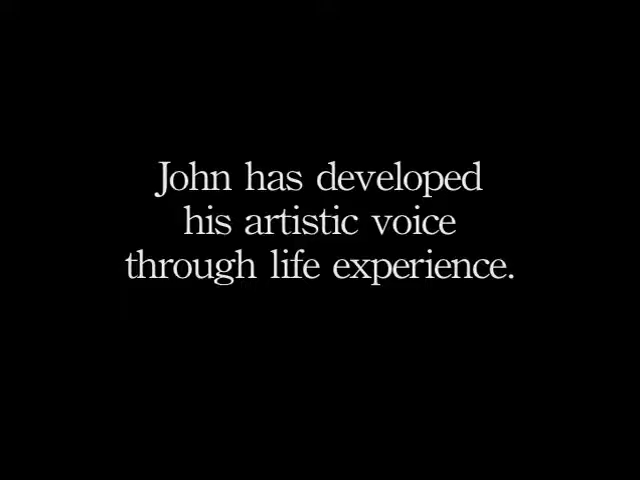 John has developed
his artistic voice
through life experience.